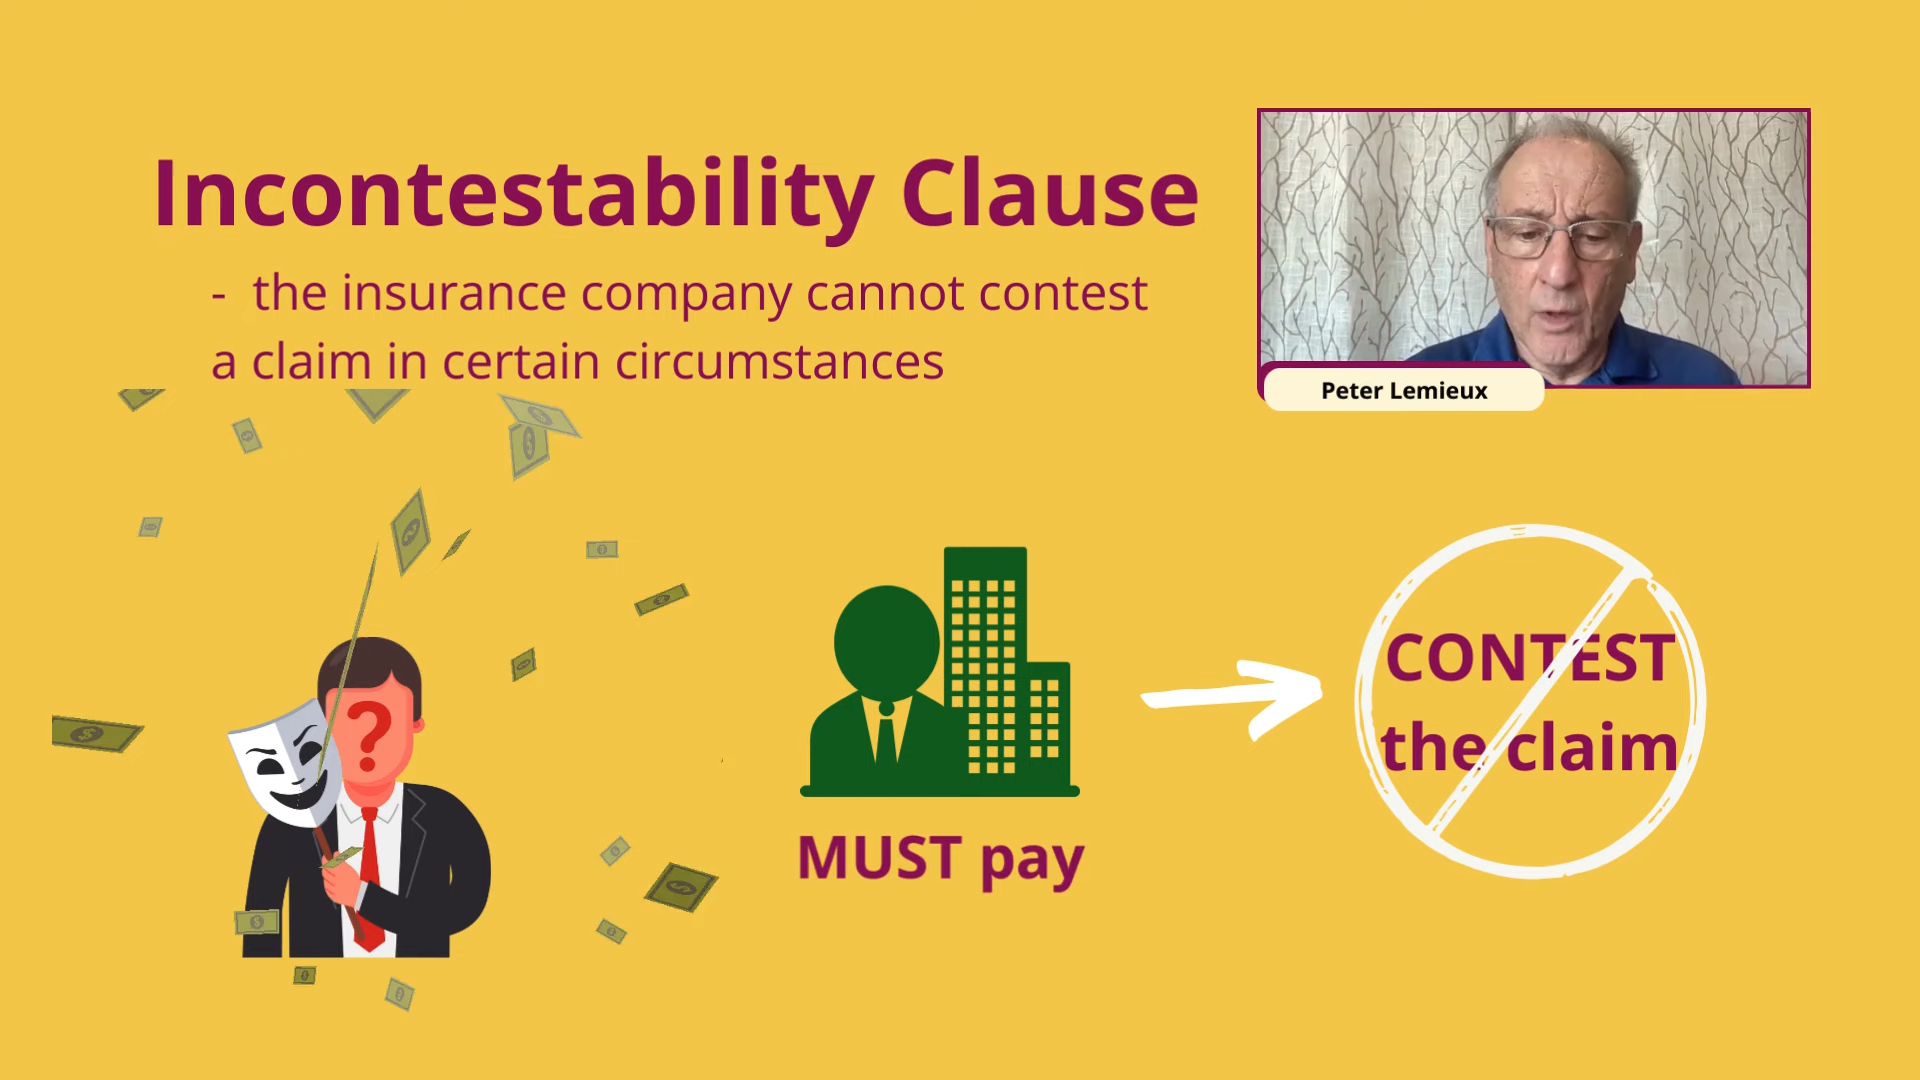 Incontestability Clause
- the insurance company cannot contest
a claim in certain circumstances
Peter Lemieux
?
MUST pay
CONTEST
the claim